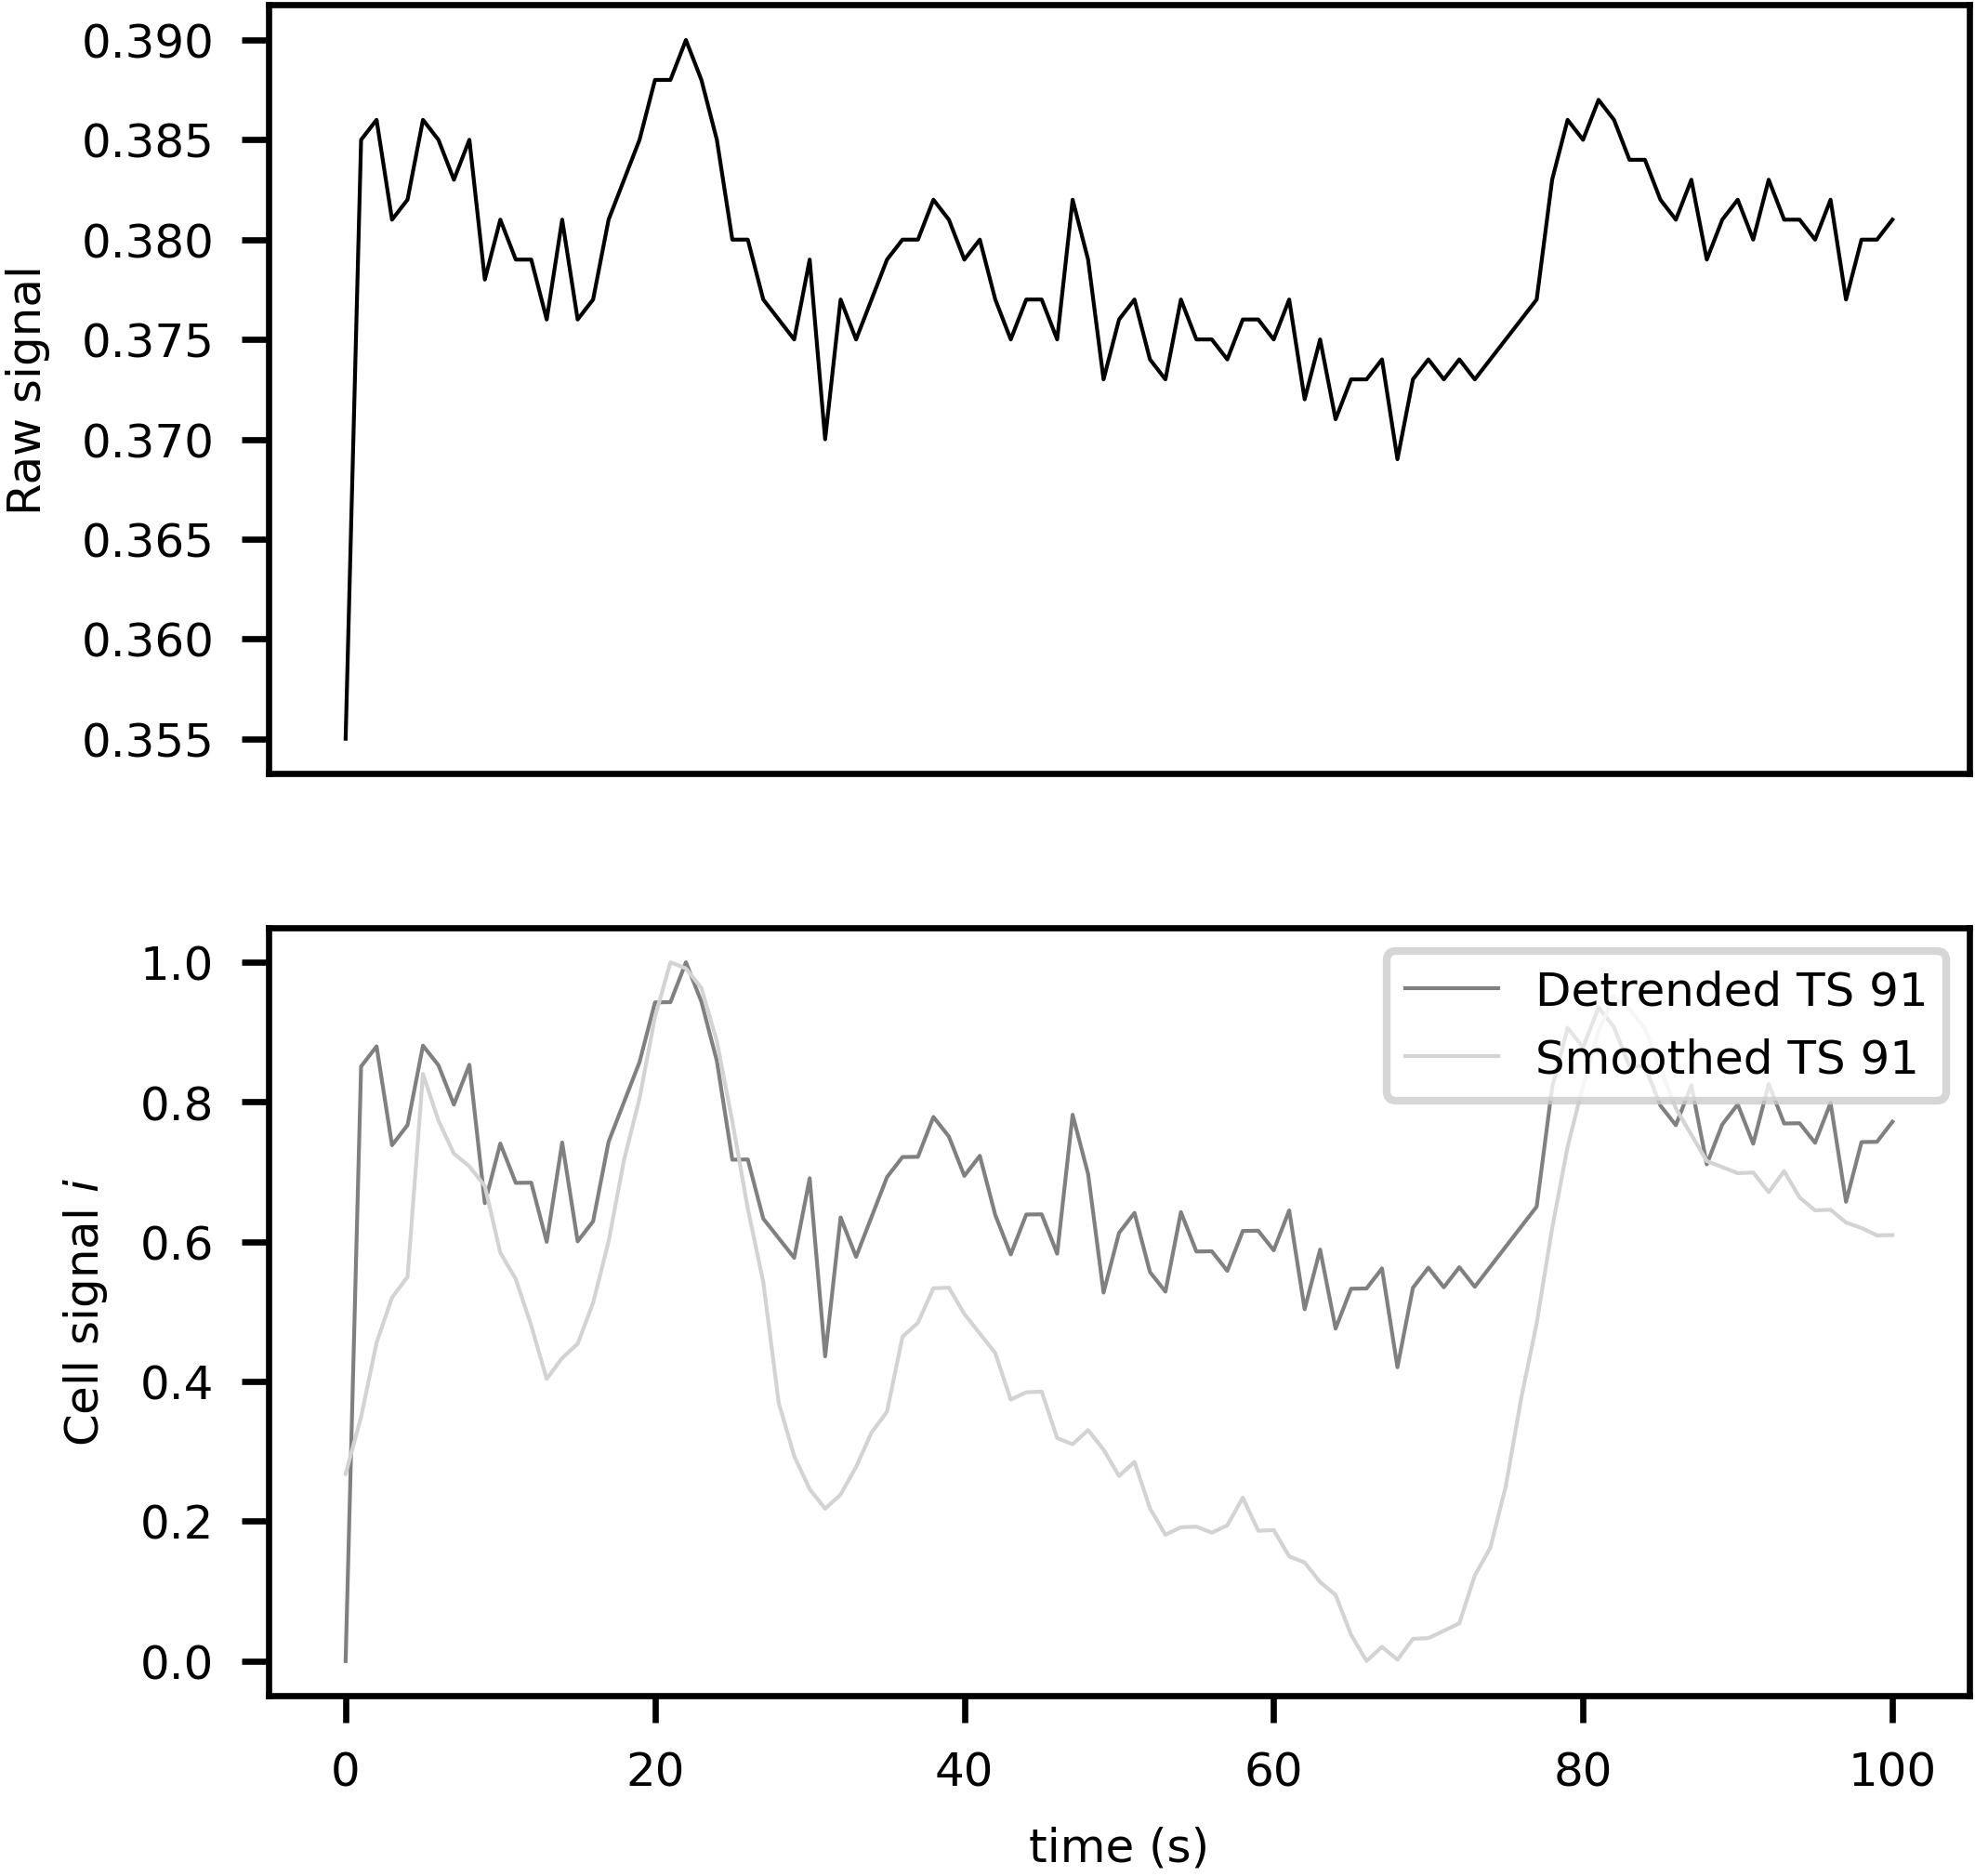 0.390
0.385
0.380
0.375
0.370
0.365
0.360
0.355
Raw signal
1.0
0.8
0.6
0.4
0.2
0.0
Cell signal i
Detrended TS 91
Smoothed TS 91
0 20 40 60 80 100
time (s)